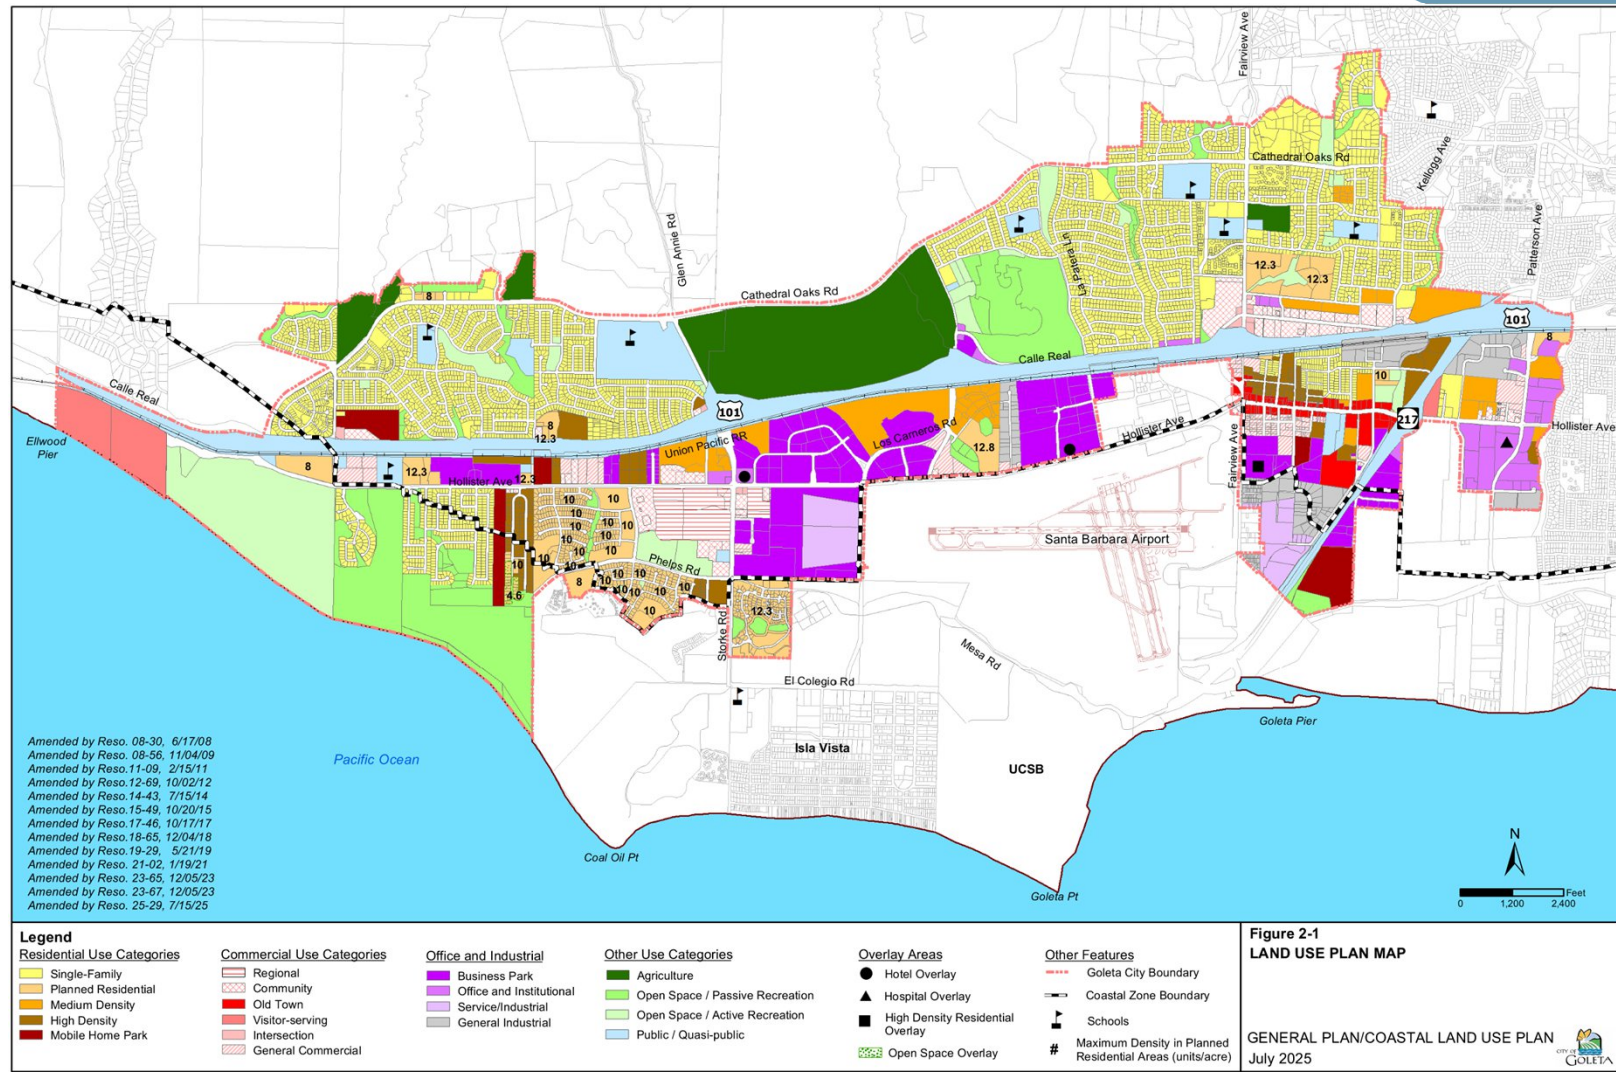 Fairview Ave
Cathedral Oaks Rd
Kellogg Ave
Patterson Ave
Glen Annie Rd
La Patera Ln
Cathedral Oaks Rd
12.3
12.3
8
101
8
Calle Real
Calle Real
101
10
217
Ellwood
Pier
8
12.3
Union Pacific RR
Los Carneros Rd
Hollister Ave
Fairview Ave
Hollister Ave
8
12.3
Hollister Ave
12.3
12.8
10
10
10
10
10
10
10
10
10
10
10
10
10
10
Santa Barbara Airport
Phelps Rd
10
4.6
8
10
10
10
10
10
10
10
10
12.3
Storke Rd
Mesa Rd
El Colegio Rd
Goleta Pier
Isla Vista
UCSB
Pacific Ocean
Coal Oil Pt
Goleta Pt
Amended by Reso. 08-30, 6/17/08
Amended by Reso. 08-56, 11/04/09
Amended by Reso.11-09, 2/15/11
Amended by Reso.12-69, 10/02/12
Amended by Reso.14-43, 7/15/14
Amended by Reso.15-49, 10/20/15
Amended by Reso.17-46, 10/17/17
Amended by Reso.18-65, 12/04/18
Amended by Reso.19-29, 5/21/19
Amended by Reso. 21-02, 1/19/21
Amended by Reso. 23-65, 12/05/23
Amended by Reso. 23-67, 12/05/23
Amended by Reso. 25-29, 7/15/25
N
Feet
0 1,200 2,400
Legend
Residential Use Categories
Single-Family
Planned Residential
Medium Density
High Density
Mobile Home Park
Commercial Use Categories
Regional
Community
Old Town
Visitor-serving
Intersection
General Commercial
Office and Industrial
Business Park
Office and Institutional
Service/Industrial
General Industrial
Other Use Categories
Agriculture
Open Space / Passive Recreation
Open Space / Active Recreation
Public / Quasi-public
Overlay Areas
Hotel Overlay
Hospital Overlay
High Density Residential
Overlay
Open Space Overlay
Other Features
Goleta City Boundary
Coastal Zone Boundary
Schools
# Maximum Density in Planned
Residential Areas (units/acre)
Figure 2-1
LAND USE PLAN MAP
GENERAL PLAN/COASTAL LAND USE PLAN
July 2025
CITY OF
GOLETA